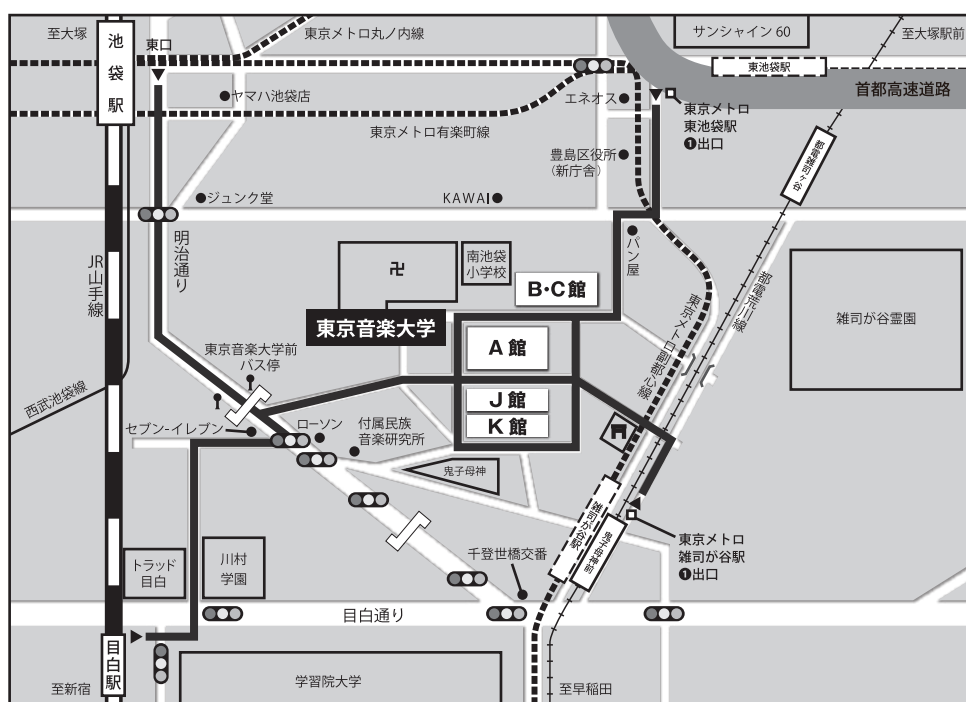 至大塚
池袋駅
東口
東京メトロ丸ノ内線
サンシャイン60
至大塚駅前
東池袋駅
首都高速道路
ヤマハ池袋店
エネオス
東京メトロ
東池袋駅
❶出口
東京メトロ有楽町線
都電雑司ヶ谷
豊島区役所
(新庁舎)
ジュンク堂
KAWAI
明治通り
JR山手線
卍
南池袋
小学校
パン屋
B・C館
都電荒川線
東京メトロ副都心線
雑司が谷霊園
東京音楽大学
A館
東京音楽大学前
バス停
西武池袋線
J館
K館
セブン-イレブン
ローソン
付属民族
音楽研究所
鬼子母神
雑司が谷駅
鬼子母神前
東京メトロ
雑司が谷駅
❶出口
トラッド
目白
川村
学園
千登世橋交番
目白通り
目白駅
至新宿
学習院大学
至早稲田